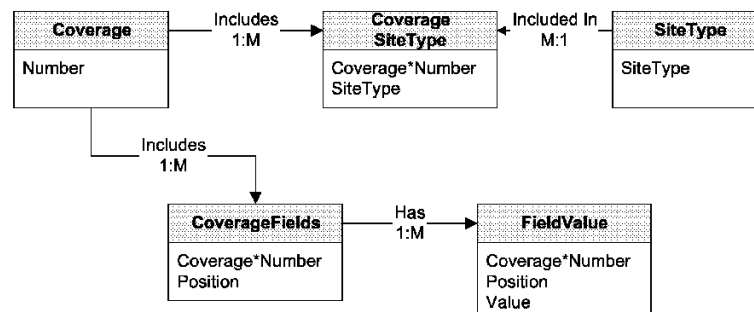 Coverage
Number
Includes
1:M
Coverage
SiteType
Coverage*Number
SiteType
Included In
M:1
SiteType
SiteType
Includes
1:M
CoverageFields
Coverage*Number
Position
Has
1:M
FieldValue
Coverage*Number
Position
Value